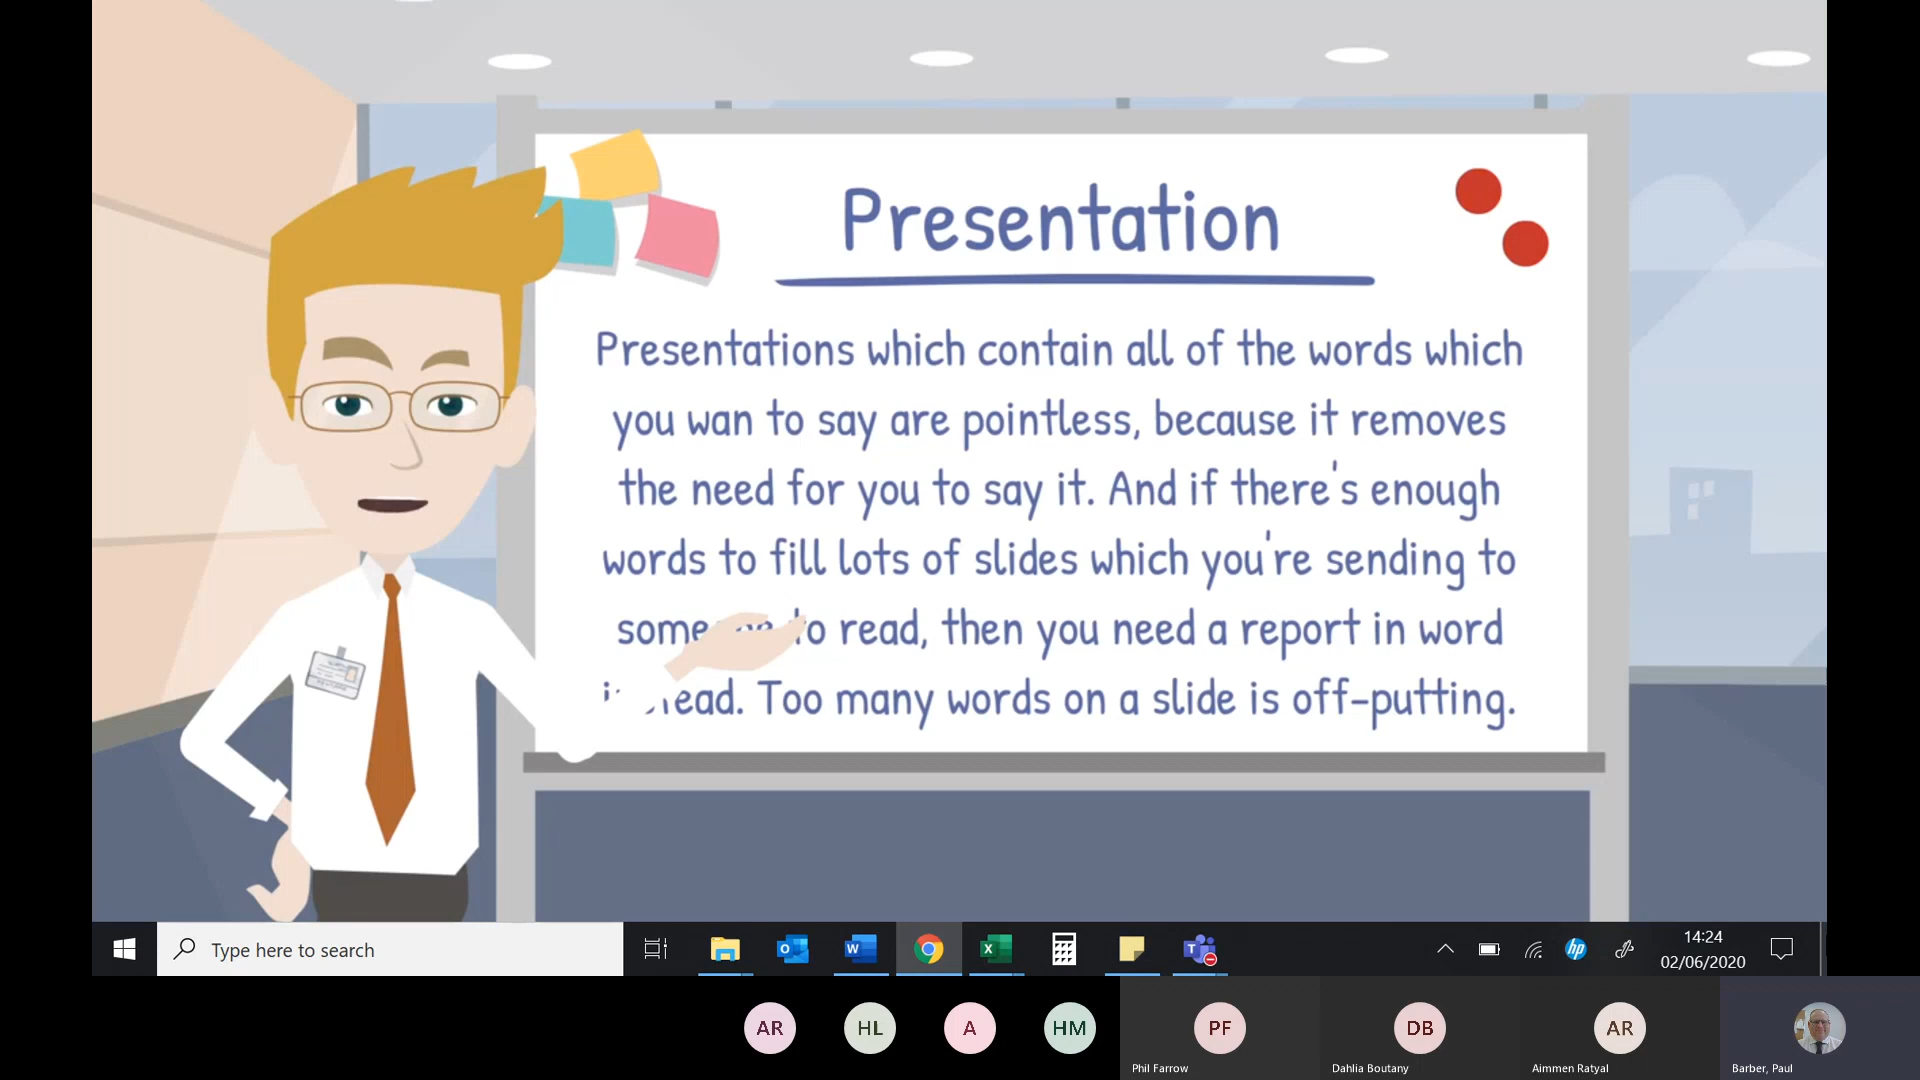 Presentation
Presentations which contain all of the words which
you wan to say are pointless, because it removes
the need for you to say it. And if there's enough
words to fill lots of slides which you're sending to
to read, then you need a report in word
Too many words on a slide is off-putting.
Type here to search
14:24
02/06/2020
AR
HL
A
HM
PF
DB
AR
Phil Farrow
Dahlia Boutany
Aimmen Ratyal
Barber, Paul